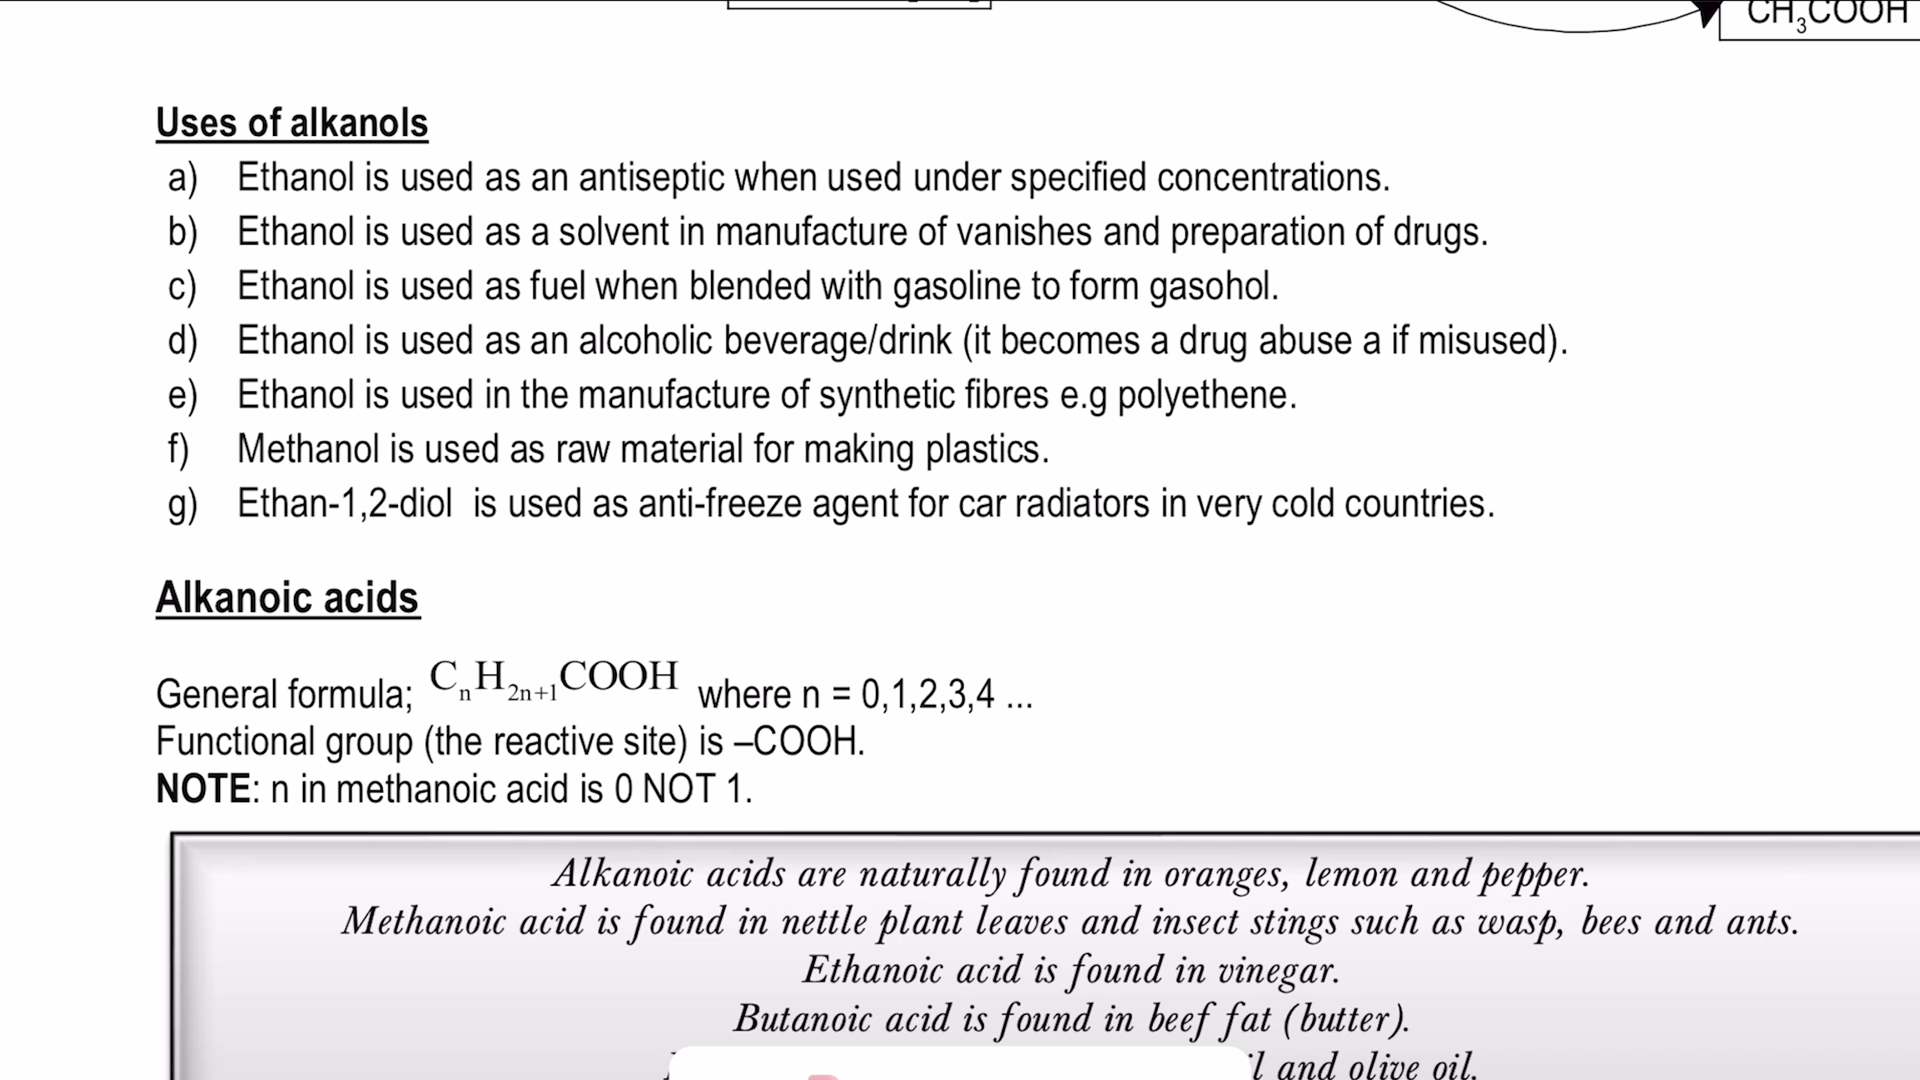 CH₃COOH
Uses of alkanols
a) Ethanol is used as an antiseptic when used under specified concentrations.
b) Ethanol is used as a solvent in manufacture of vanishes and preparation of drugs.
c) Ethanol is used as fuel when blended with gasoline to form gasohol.
d) Ethanol is used as an alcoholic beverage/drink (it becomes a drug abuse a if misused).
e) Ethanol is used in the manufacture of synthetic fibres e.g polyethene.
f) Methanol is used as raw material for making plastics.
g) Ethan-1,2-diol is used as anti-freeze agent for car radiators in very cold countries.
Alkanoic acids
General formula; CₙH₂ₙ₊₁COOH where n = 0,1,2,3,4 ...
Functional group (the reactive site) is –COOH.
NOTE: n in methanoic acid is 0 NOT 1.
Alkanoic acids are naturally found in oranges, lemon and pepper.
Methanoic acid is found in nettle plant leaves and insect stings such as wasp, bees and ants.
Ethanoic acid is found in vinegar.
Butanoic acid is found in beef fat (butter).
and olive oil.